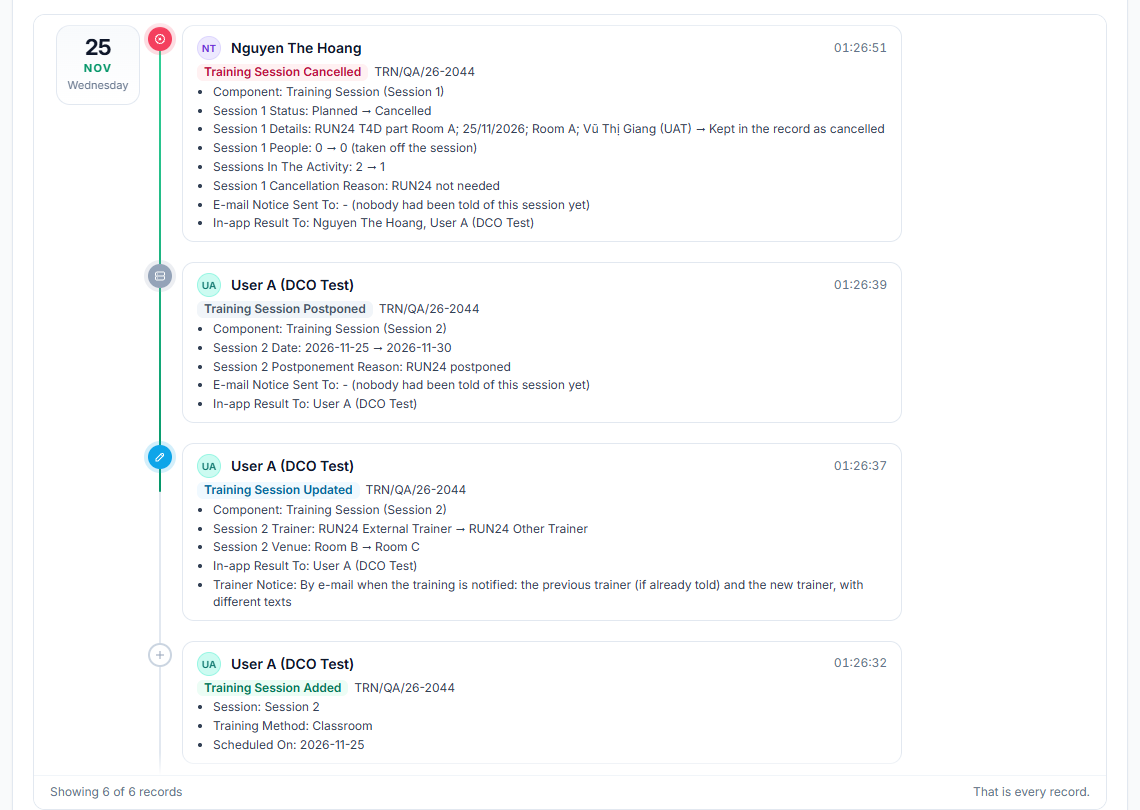 25
NOV
Wednesday
NT Nguyen The Hoang 01:26:51
Training Session Cancelled TRN/QA/26-2044
• Component: Training Session (Session 1)
• Session 1 Status: Planned → Cancelled
• Session 1 Details: RUN24 T4D part Room A; 25/11/2026; Room A; Vũ Thị Giang (UAT) → Kept in the record as cancelled
• Session 1 People: 0 → 0 (taken off the session)
• Sessions In The Activity: 2 → 1
• Session 1 Cancellation Reason: RUN24 not needed
• E-mail Notice Sent To: - (nobody had been told of this session yet)
• In-app Result To: Nguyen The Hoang, User A (DCO Test)
UA User A (DCO Test) 01:26:39
Training Session Postponed TRN/QA/26-2044
• Component: Training Session (Session 2)
• Session 2 Date: 2026-11-25 → 2026-11-30
• Session 2 Postponement Reason: RUN24 postponed
• E-mail Notice Sent To: - (nobody had been told of this session yet)
• In-app Result To: User A (DCO Test)
UA User A (DCO Test) 01:26:37
Training Session Updated TRN/QA/26-2044
• Component: Training Session (Session 2)
• Session 2 Trainer: RUN24 External Trainer → RUN24 Other Trainer
• Session 2 Venue: Room B → Room C
• In-app Result To: User A (DCO Test)
• Trainer Notice: By e-mail when the training is notified: the previous trainer (if already told) and the new trainer, with
different texts
UA User A (DCO Test) 01:26:32
Training Session Added TRN/QA/26-2044
• Session: Session 2
• Training Method: Classroom
• Scheduled On: 2026-11-25
Showing 6 of 6 records That is every record.